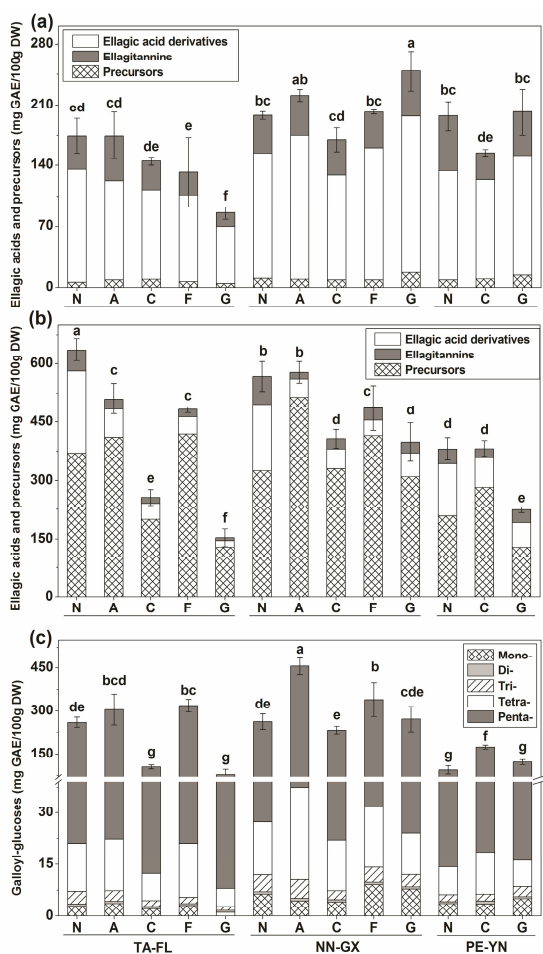 (a)
Ellagic acids and precursors (mg GAE/100g DW)
280
210
140
70
0
Ellagic acid derivatives
Ellagitannins
Precursors
cd cd de ef f bc ab cd bc a bc de bc
N A C F G N A C F G N C G
(b)
Ellagic acids and precursors (mg GAE/100g DW)
600
450
300
150
0
Ellagic acid derivatives
Ellagitannins
Precursors
a c e c f b b d c d d d e
N A C F G N A C F G N C G
(c)
Galloyl-glucoses (mg GAE/100g DW)
450
300
150
30
15
0
Mono-
Di-
Tri-
Tetra-
Penta-
de bcd g bc g de a e b cde g f g
N A C F G N A C F G N C G
TA-FL NN-GX PE-YN